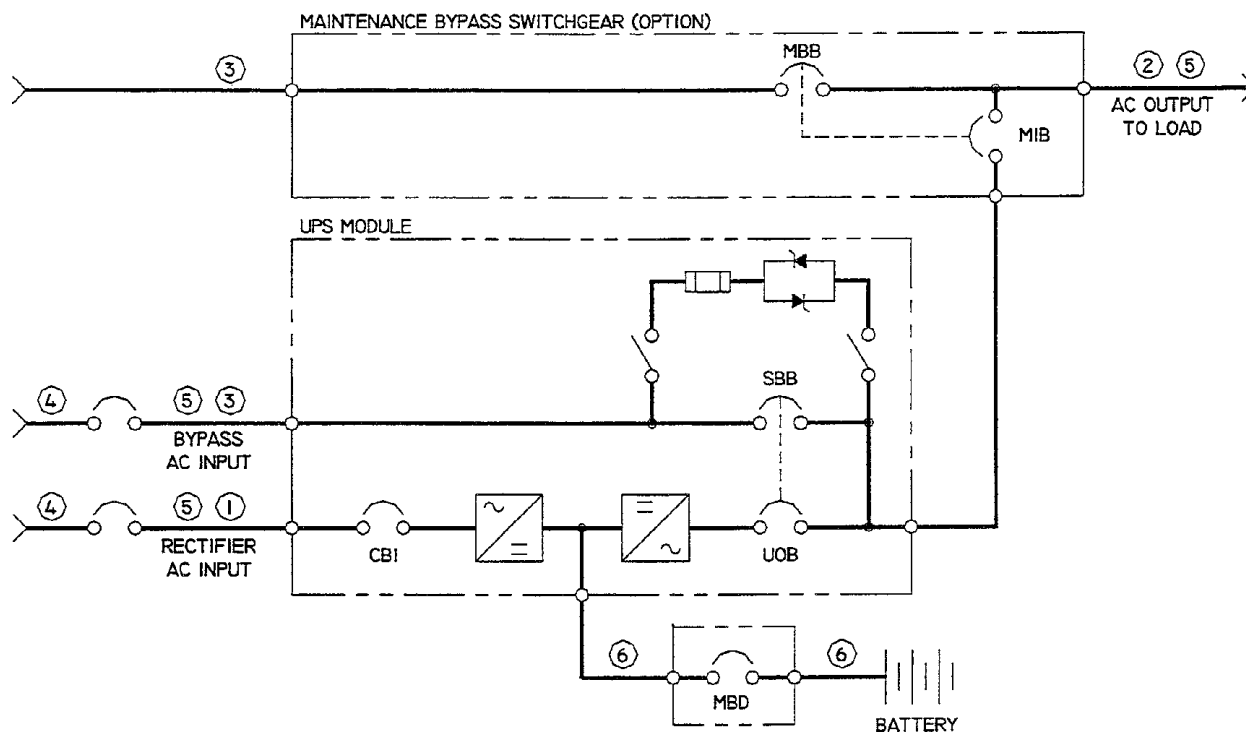 MAINTENANCE BYPASS SWITCHGEAR (OPTION)
3
MBB
2 5
AC OUTPUT
TO LOAD
MIB
UPS MODULE
4
5 3
BYPASS
AC INPUT
SBB
4
5 1
RECTIFIER
AC INPUT
CB1
UOB
6
6
MBD
BATTERY